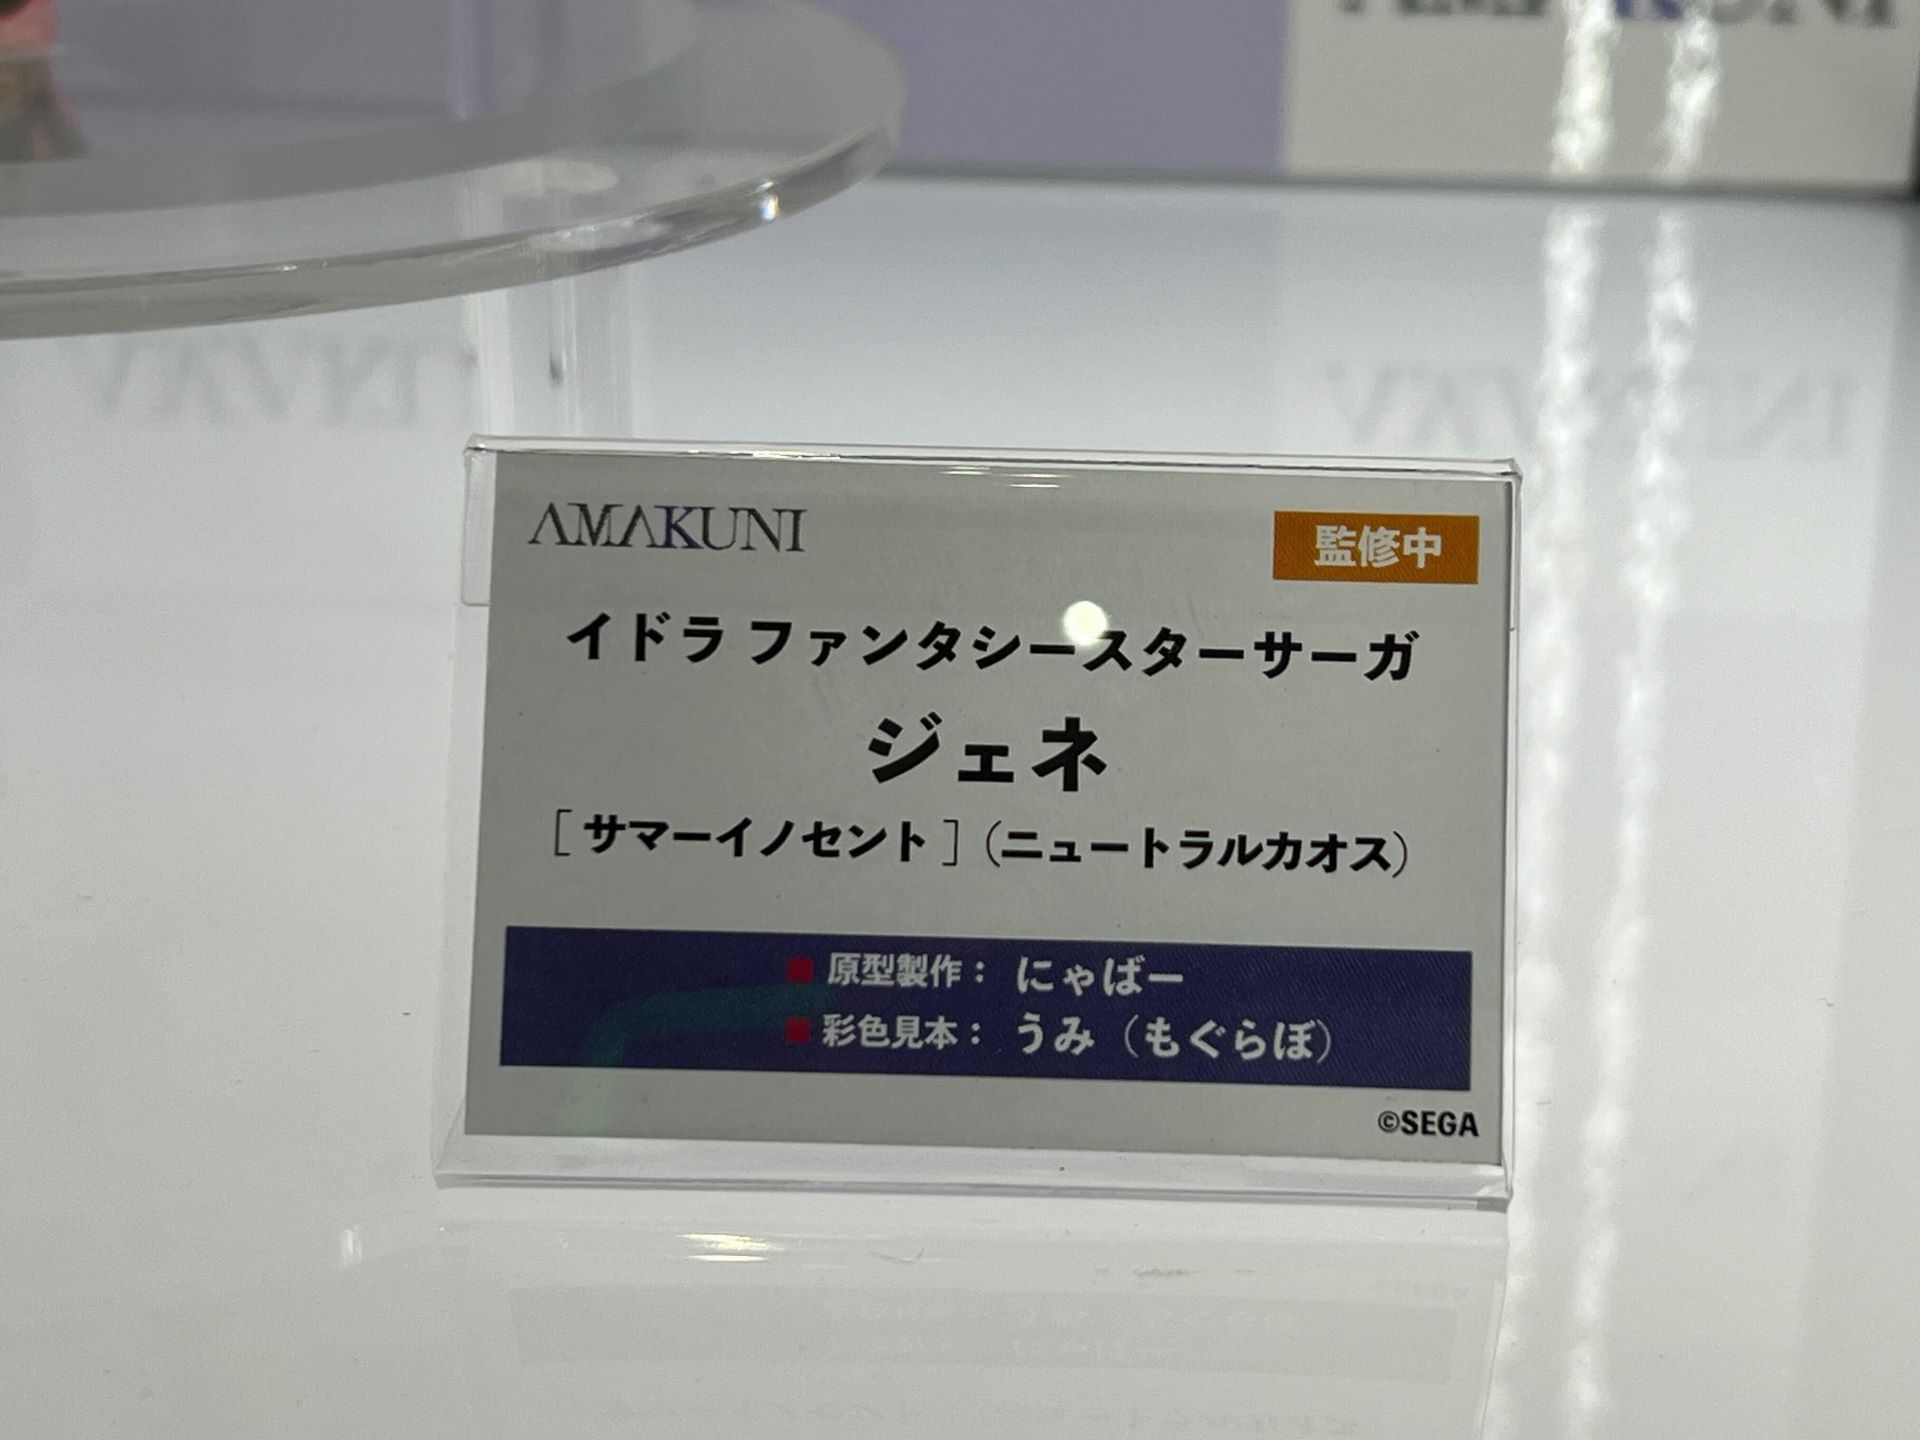 AMAKUNI
監修中
イドラ ファンタシースターサーガ
ジェネ
［サマーイノセント］（ニュートラルカオス）
■ 原型製作： にゃばー
■ 彩色見本： うみ（もぐらぼ）
©SEGA